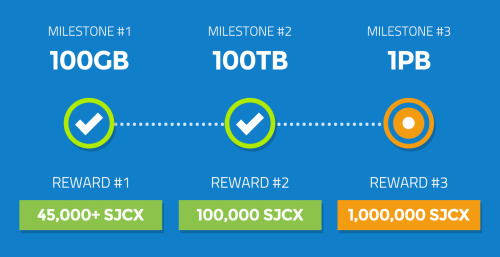 MILESTONE #1
100GB
MILESTONE #2
100TB
MILESTONE #3
1PB
REWARD #1
45,000+ SJCX
REWARD #2
100,000 SJCX
REWARD #3
1,000,000 SJCX